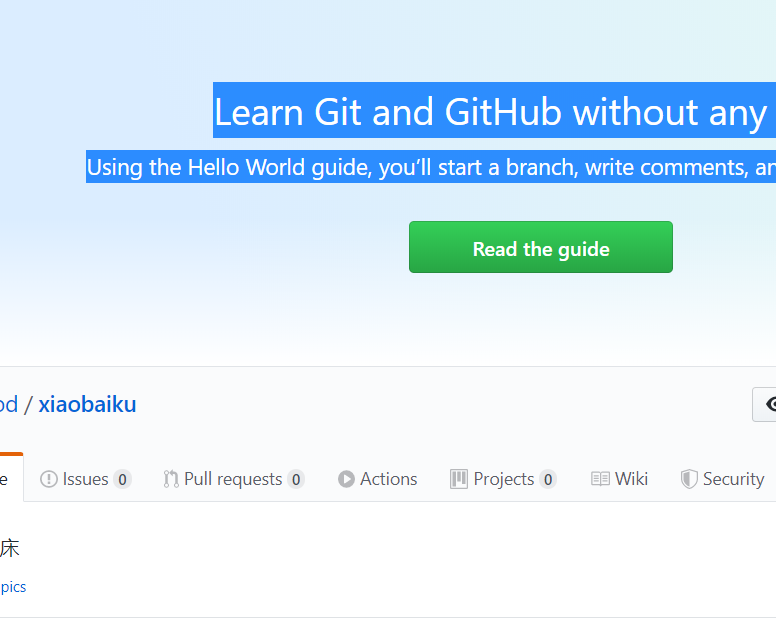 Learn Git and GitHub without any
Using the Hello World guide, you’ll start a branch, write comments, an
Read the guide
od / xiaobaiku
e Issues 0 Pull requests 0 Actions Projects 0 Wiki Security
床
pics